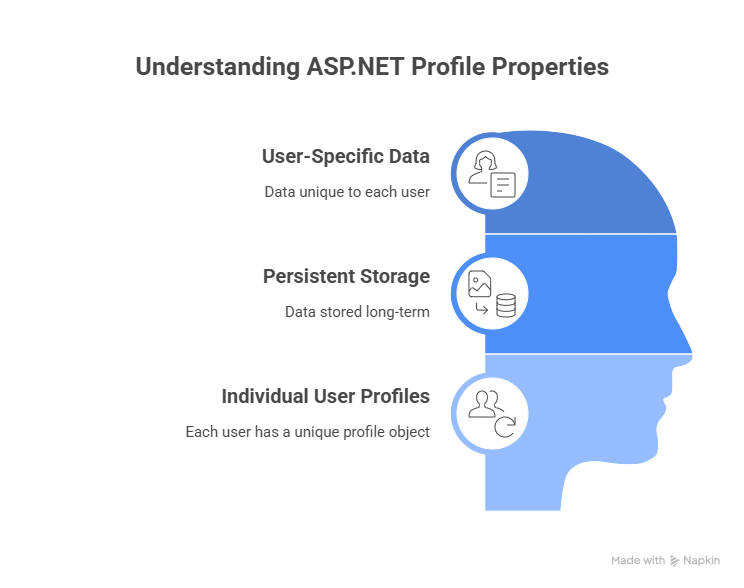 Understanding ASP.NET Profile Properties
User-Specific Data
Data unique to each user
Persistent Storage
Data stored long-term
Individual User Profiles
Each user has a unique profile object
Made with Napkin